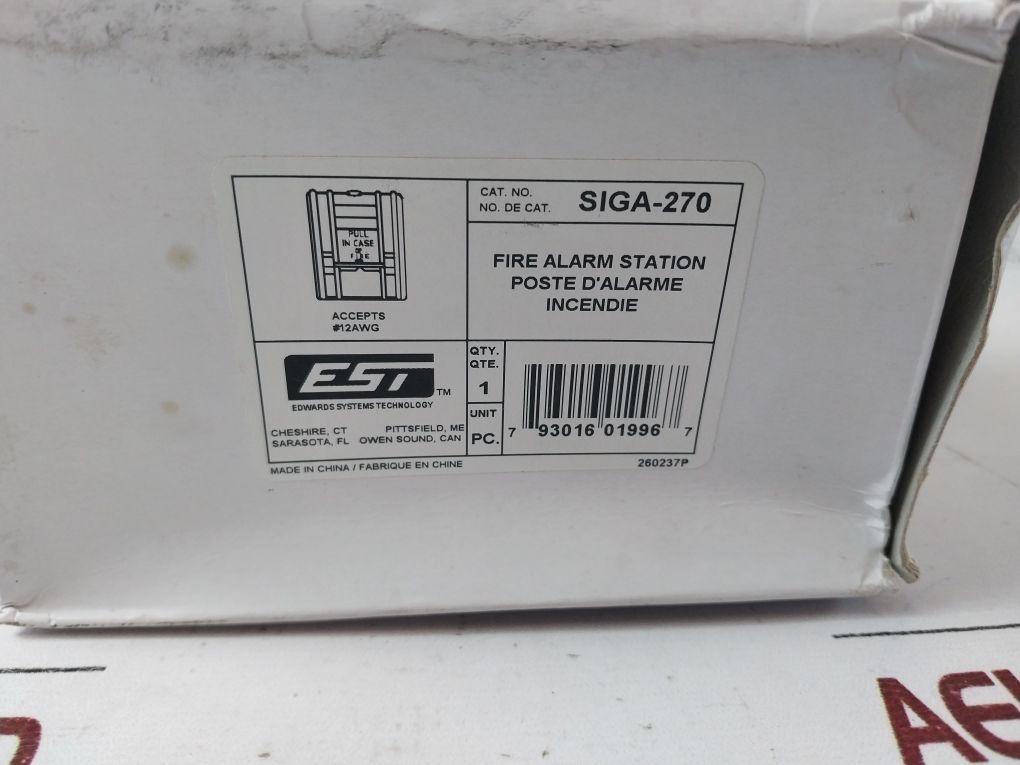 CAT. NO.
NO. DE CAT.
SIGA-270
PULL
IN CASE
OF
FIRE
ACCEPTS
#12AWG
FIRE ALARM STATION
POSTE D'ALARME
INCENDIE
EST TM
EDWARDS SYSTEMS TECHNOLOGY
CHESHIRE, CT PITTSFIELD, ME
SARASOTA, FL OWEN SOUND, CAN
QTY.
QTE.
1
UNIT
PC.
7 93016 01996 7
MADE IN CHINA / FABRIQUE EN CHINE
260237P